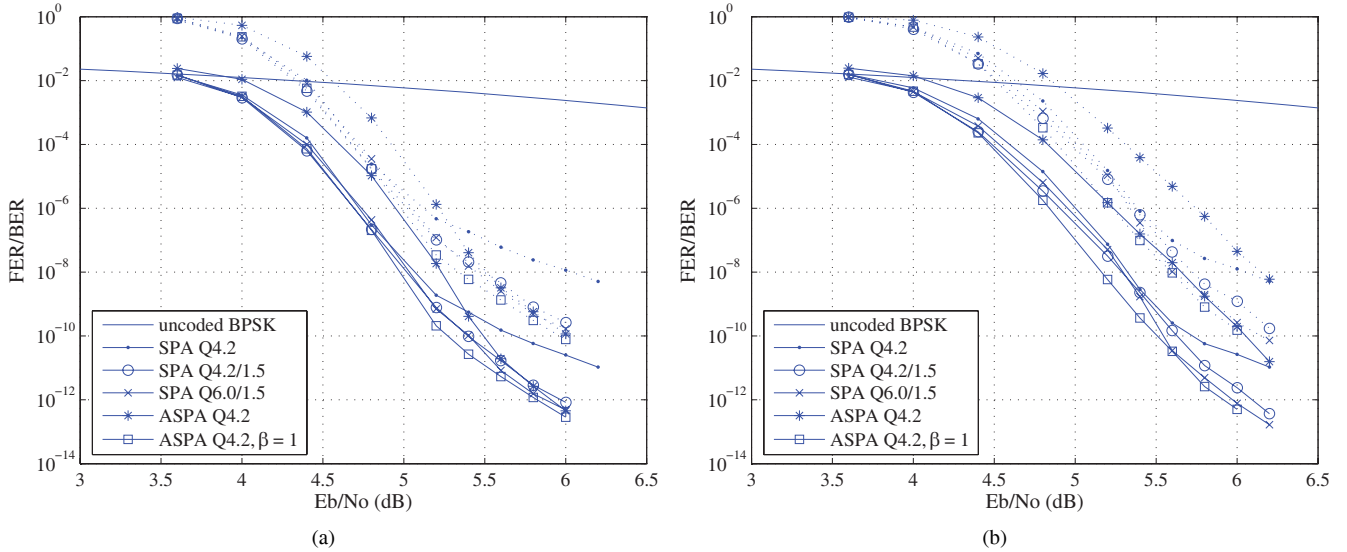 10^0
10^-2
10^-4
10^-6
10^-8
10^-10
10^-12
10^-14
FER/BER
3 3.5 4 4.5 5 5.5 6 6.5
Eb/No (dB)
uncoded BPSK
SPA Q4.2
SPA Q4.2/1.5
SPA Q6.0/1.5
ASPA Q4.2
ASPA Q4.2, β = 1
(a)
10^0
10^-2
10^-4
10^-6
10^-8
10^-10
10^-12
10^-14
FER/BER
3 3.5 4 4.5 5 5.5 6 6.5
Eb/No (dB)
uncoded BPSK
SPA Q4.2
SPA Q4.2/1.5
SPA Q6.0/1.5
ASPA Q4.2
ASPA Q4.2, β = 1
(b)